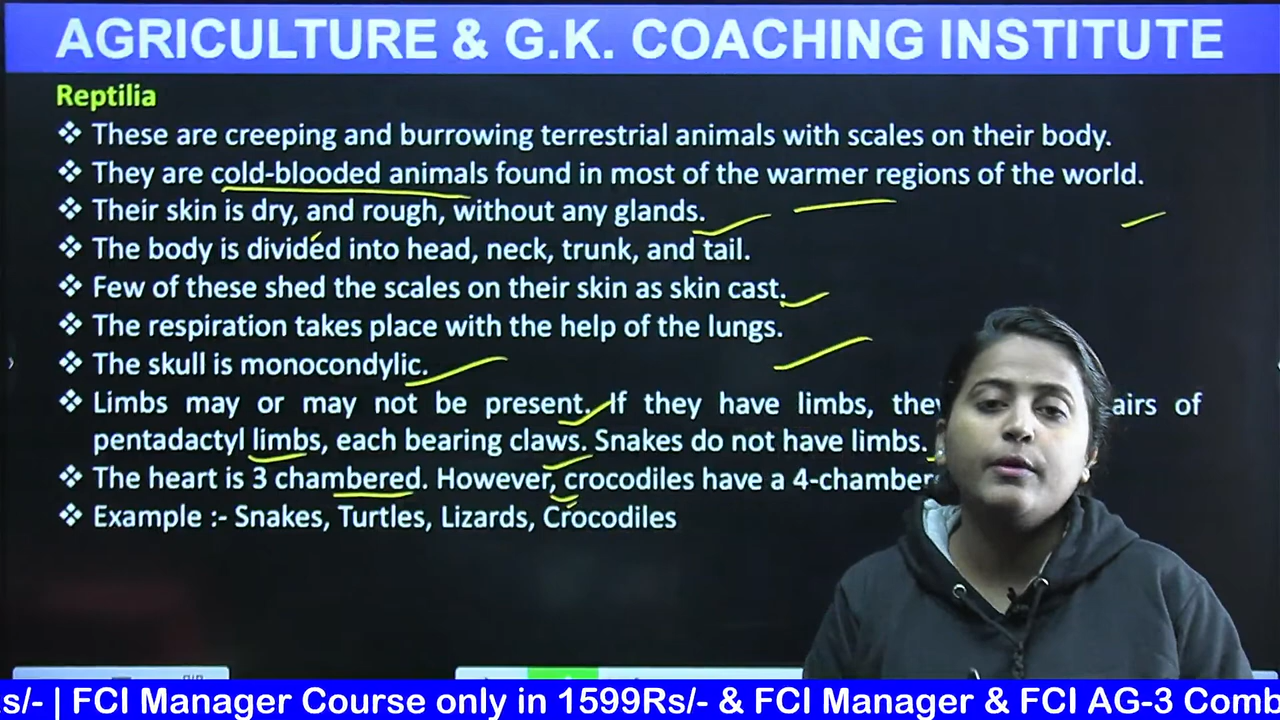 AGRICULTURE & G.K. COACHING INSTITUTE
Reptilia
❖ These are creeping and burrowing terrestrial animals with scales on their body.
❖ They are cold-blooded animals found in most of the warmer regions of the world.
❖ Their skin is dry, and rough, without any glands.
❖ The body is divided into head, neck, trunk, and tail.
❖ Few of these shed the scales on their skin as skin cast.
❖ The respiration takes place with the help of the lungs.
❖ The skull is monocondylic.
❖ Limbs may or may not be present. If they have limbs, of
pentadactyl limbs, each bearing claws. Snakes do not have limbs.
❖ The heart is 3 chambered. However, crocodiles have a
❖ Example :- Snakes, Turtles, Lizards, Crocodiles
| FCI Manager Course only in 1599Rs/- & FCI Manager & FCI AG-3